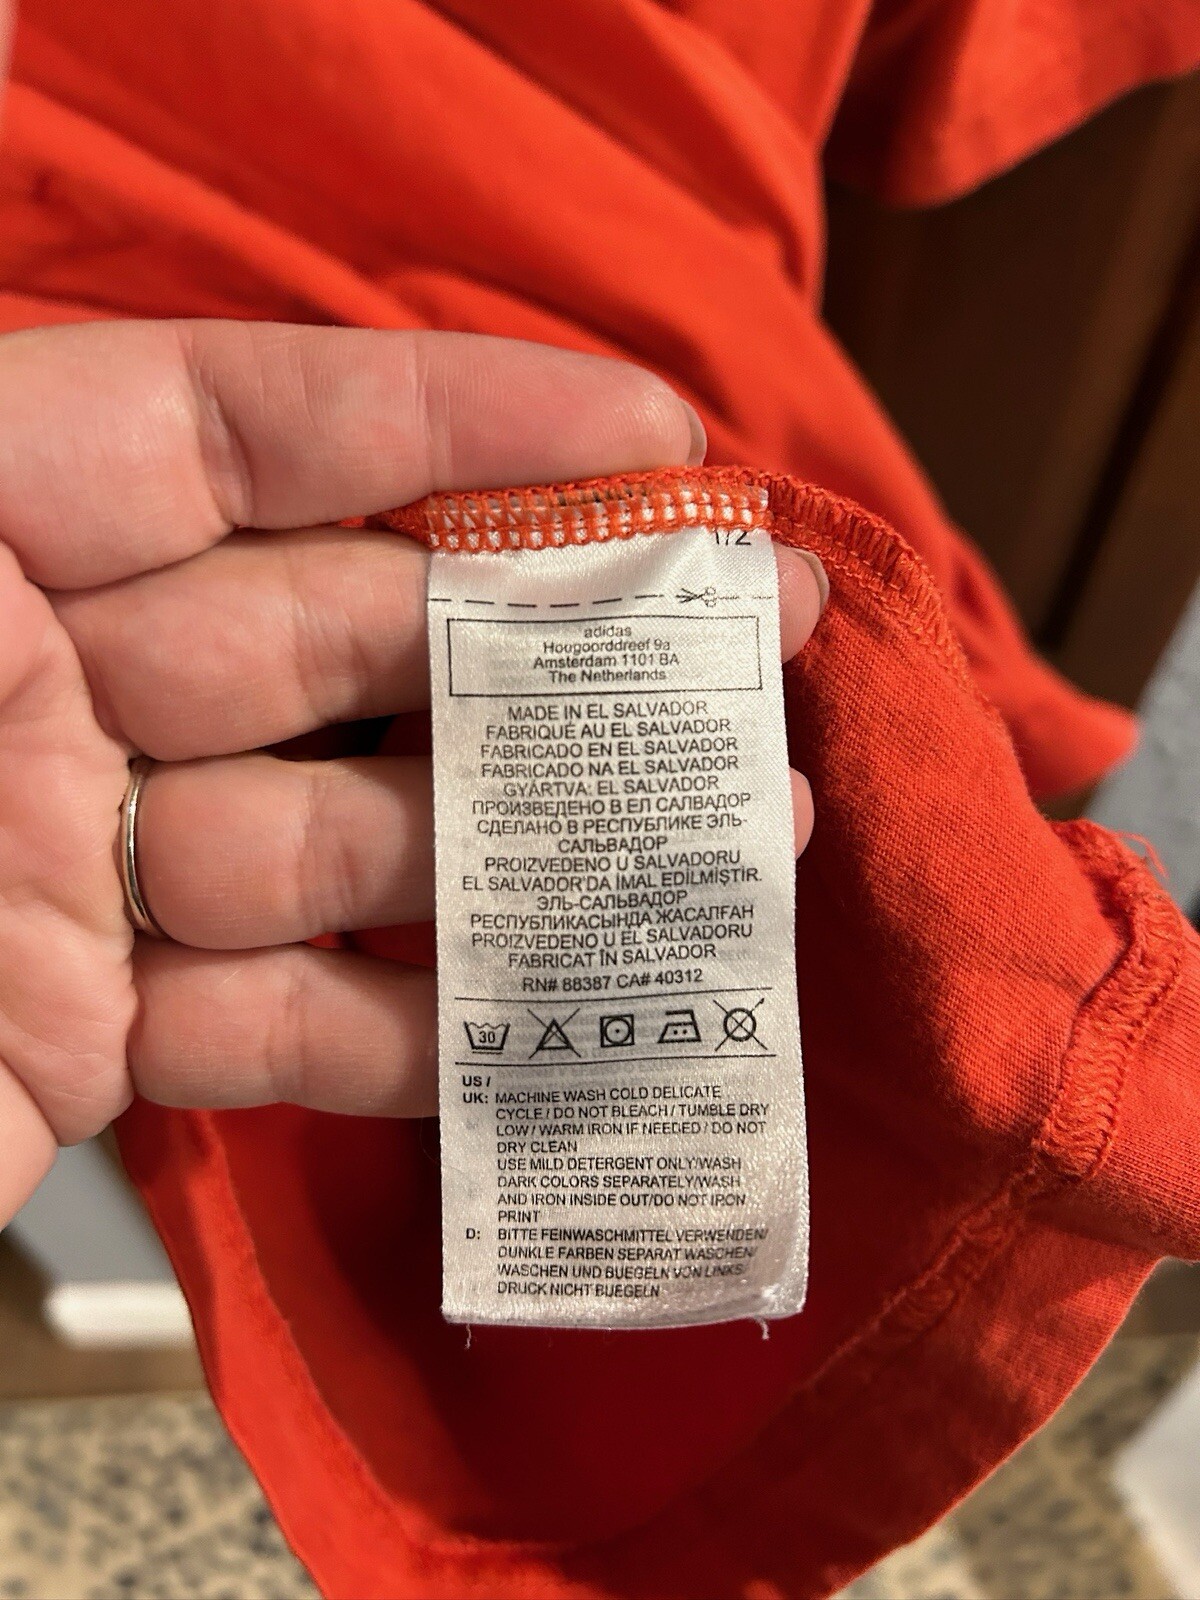 1/2
adidas
Hoogoorddreef 9a
Amsterdam 1101 BA
The Netherlands
MADE IN EL SALVADOR
FABRIQUÉ AU EL SALVADOR
FABRICADO EN EL SALVADOR
FABRICADO NA EL SALVADOR
GYÁRTVA: EL SALVADOR
ПРОИЗВЕДЕНО В ЕЛ САЛВАДОР
СДЕЛАНО В РЕСПУБЛИКЕ ЭЛЬ-
САЛЬВАДОР
PROIZVEDENO U SALVADORU
EL SALVADOR'DA İMAL EDİLMİŞTİR.
ЭЛЬ-САЛЬВАДОР
РЕСПУБЛИКАСЫНДА ЖАСАЛҒАН
PROIZVEDENO U EL SALVADORU
FABRICAT ÎN SALVADOR
RN# 88387 CA# 40312
30
US /
UK: MACHINE WASH COLD DELICATE
CYCLE / DO NOT BLEACH / TUMBLE DRY
LOW / WARM IRON IF NEEDED / DO NOT
DRY CLEAN
USE MILD DETERGENT ONLY/WASH
DARK COLORS SEPARATELY/WASH
AND IRON INSIDE OUT/DO NOT IRON
PRINT
D: BITTE FEINWASCHMITTEL VERWENDEN/
DUNKLE FARBEN SEPARAT WASCHEN/
WASCHEN UND BUEGELN VON LINKS/
DRUCK NICHT BUEGELN